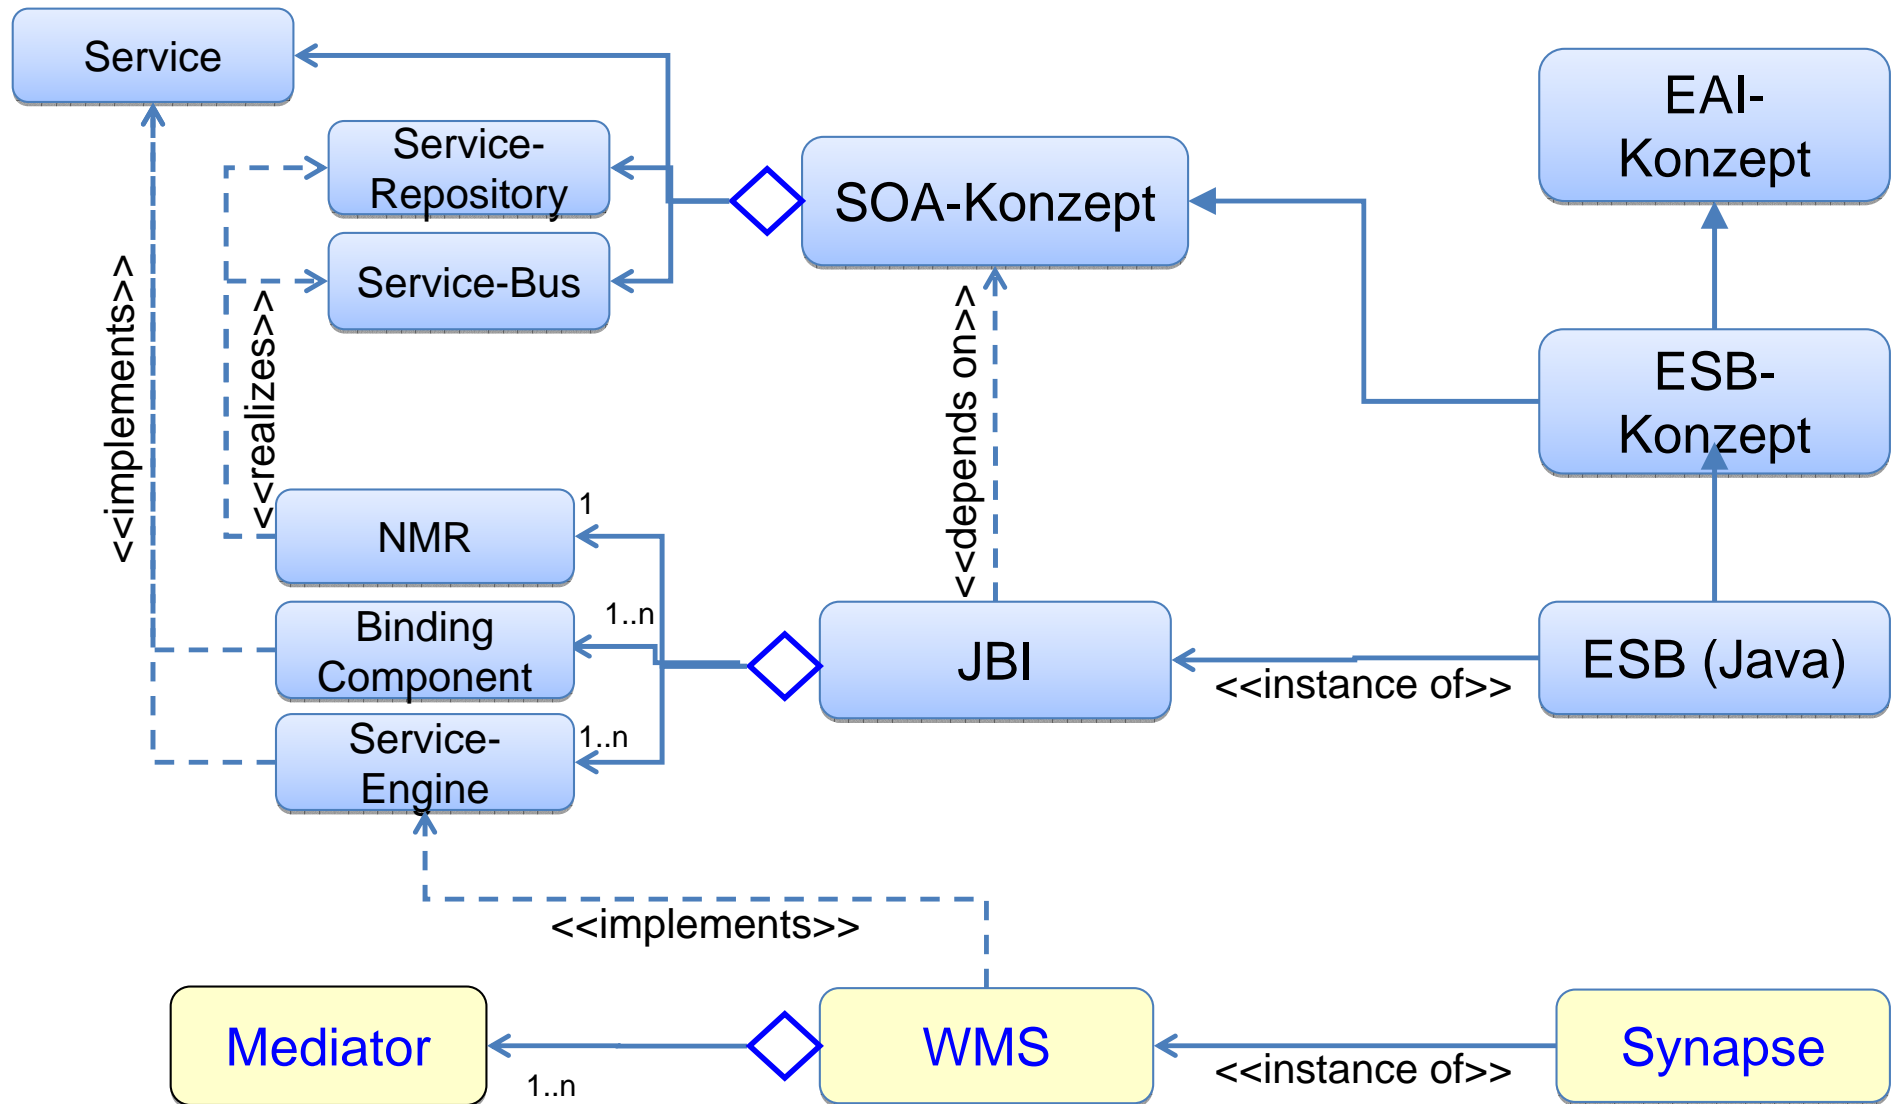 Service
EAI-
Konzept
Service-
Repository
SOA-Konzept
Service-Bus
<<implements>>
<<realizes>>
<<depends on>>
ESB-
Konzept
NMR
1
Binding
Component
1..n
JBI
<<instance of>>
ESB (Java)
Service-
Engine
1..n
<<implements>>
Mediator
1..n
WMS
<<instance of>>
Synapse